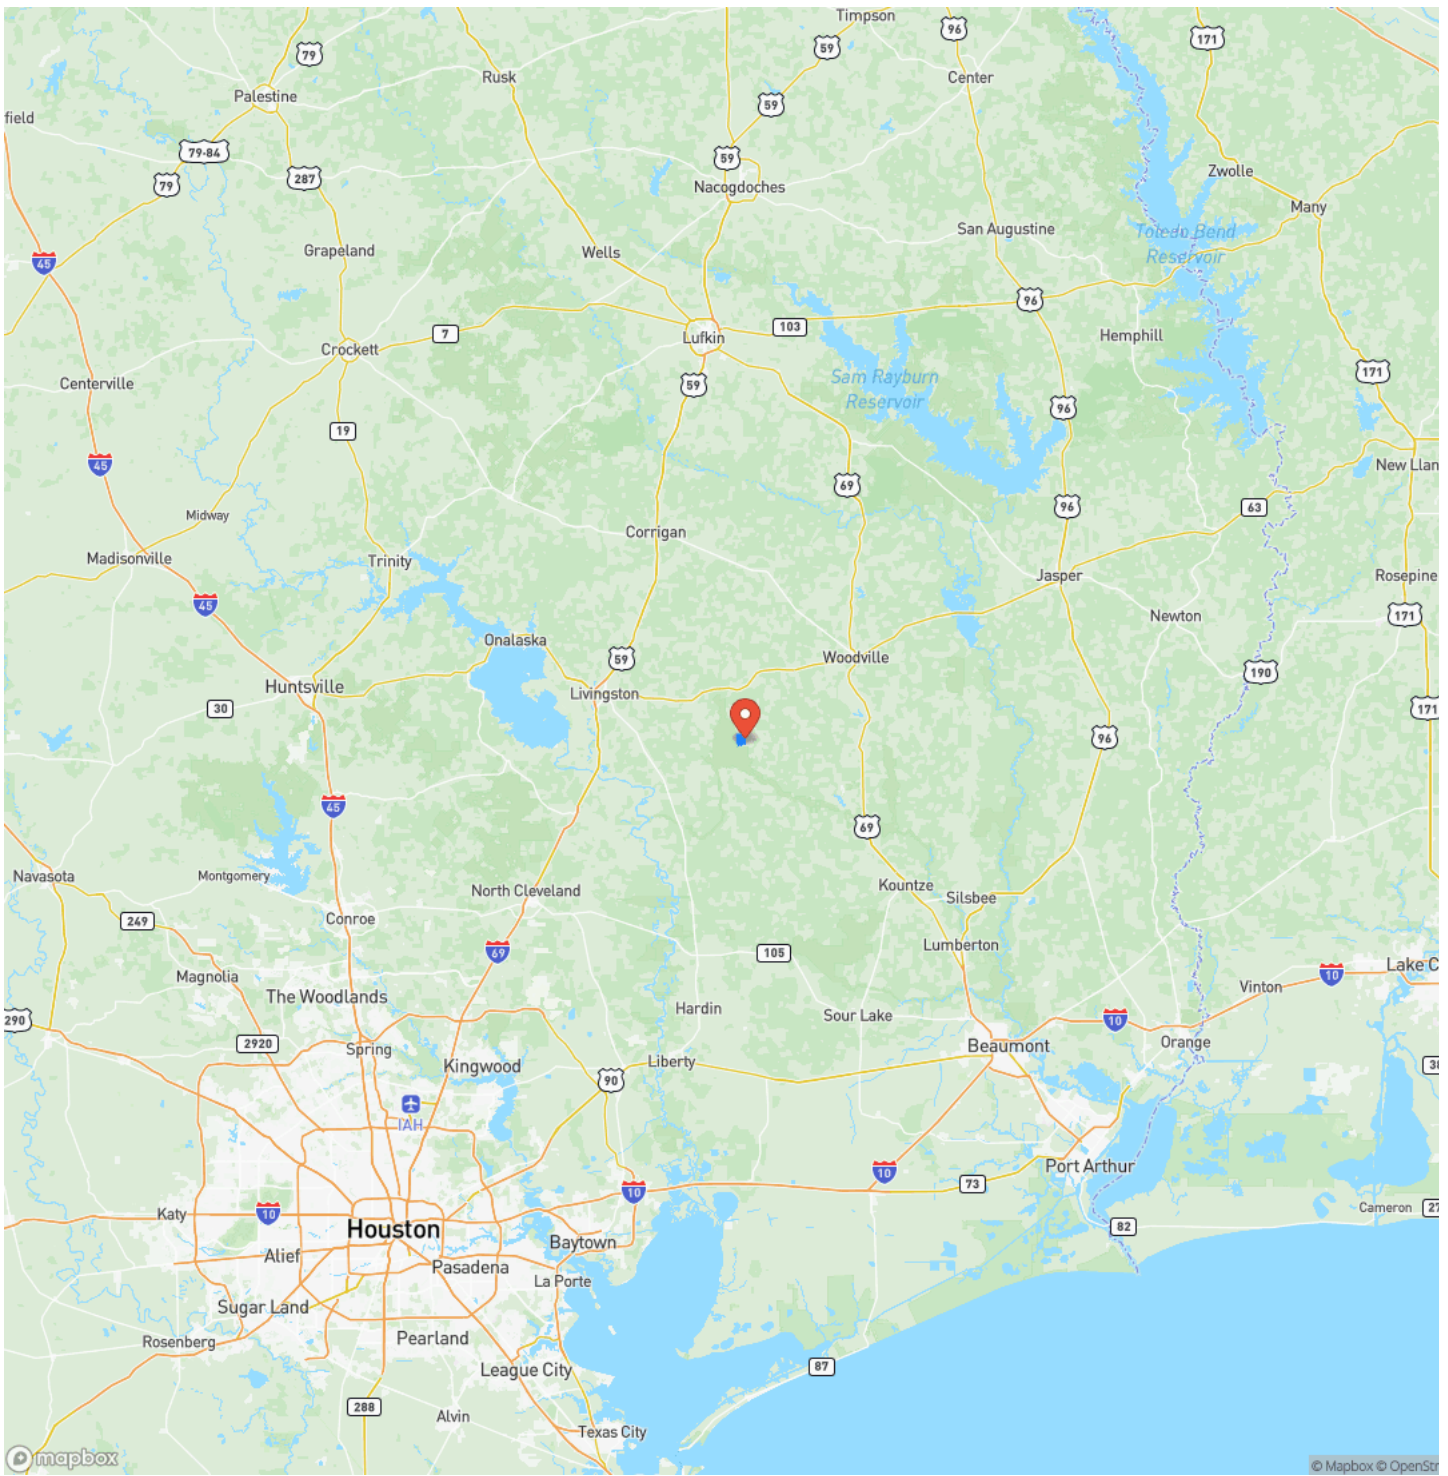 Timpson
96
171
79
59
Rusk
Center
Palestine
59
field
79-84
59
79
287
Zwolle
Nacogdoches
Many
San Augustine
Toledo Bend
Reservoir
Grapeland
Wells
45
96
103
7
Lufkin
Hemphill
Crockett
171
Centerville
59
Sam Rayburn
Reservoir
96
19
45
New Llan
69
63
96
Midway
Corrigan
Madisonville
Trinity
Jasper
Rosepine
45
Newton
171
Onalaska
59
Woodville
190
Huntsville
Livingston
30
171
96
45
69
Navasota
Montgomery
North Cleveland
Kountze
Silsbee
249
Conroe
69
105
Lumberton
Magnolia
10
Lake C
The Woodlands
Hardin
Vinton
290
Sour Lake
10
2920
Spring
Beaumont
Orange
Kingwood
Liberty
90
38
IAH
Port Arthur
10
73
10
Katy
10
Cameron
27
Houston
82
Alief
Baytown
Pasadena
La Porte
Sugar Land
Rosenberg
Pearland
League City
87
288
Alvin
Texas City
mapbox
© Mapbox © OpenStr